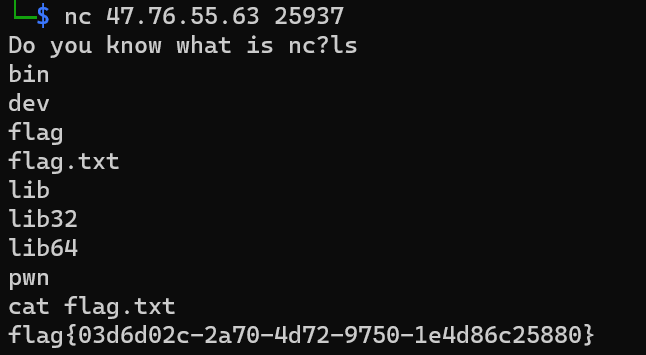 └─$ nc 47.76.55.63 25937
Do you know what is nc?ls
bin
dev
flag
flag.txt
lib
lib32
lib64
pwn
cat flag.txt
flag{03d6d02c-2a70-4d72-9750-1e4d86c25880}